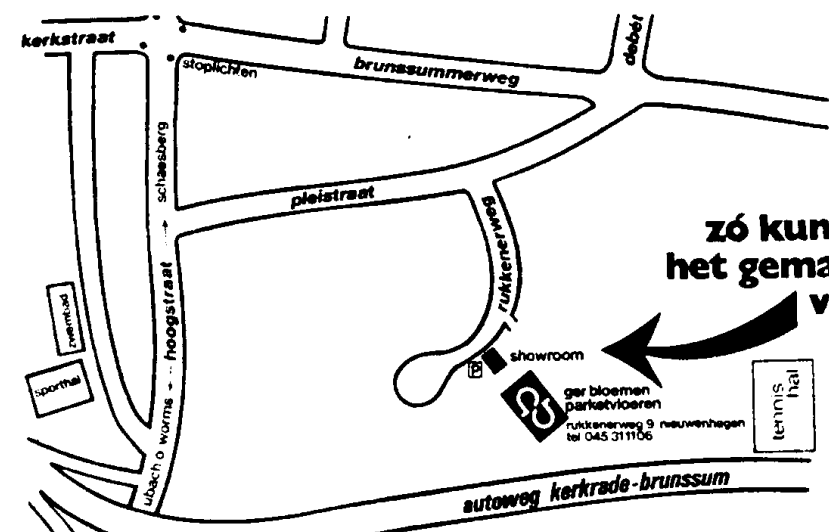 kerkstraat
stoplichten
brunssummerweg
debét
schaesberg
pleistraat
rukkenerweg
zó kun
het gema
v
hoogstraat
zwembad
sporthal
showroom
P
ger bloemen
parketvloeren
rukkenerweg 9 nieuwenhagen
tel 045 311106
tennis
hal
ubach o worms
autoweg kerkrade-brunssum